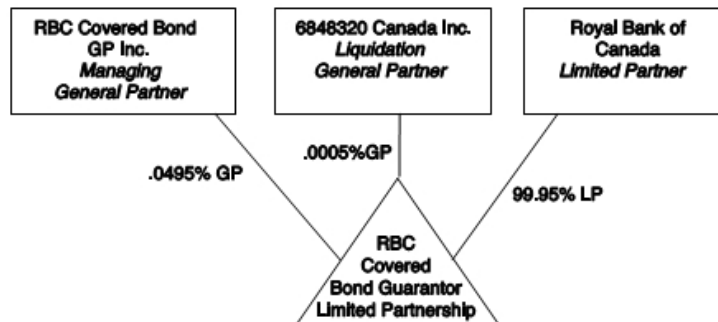 RBC Covered Bond
GP Inc.
Managing
General Partner
6848320 Canada Inc.
Liquidation
General Partner
Royal Bank of
Canada
Limited Partner
.0495% GP
.0005%GP
99.95% LP
RBC
Covered
Bond Guarantor
Limited Partnership